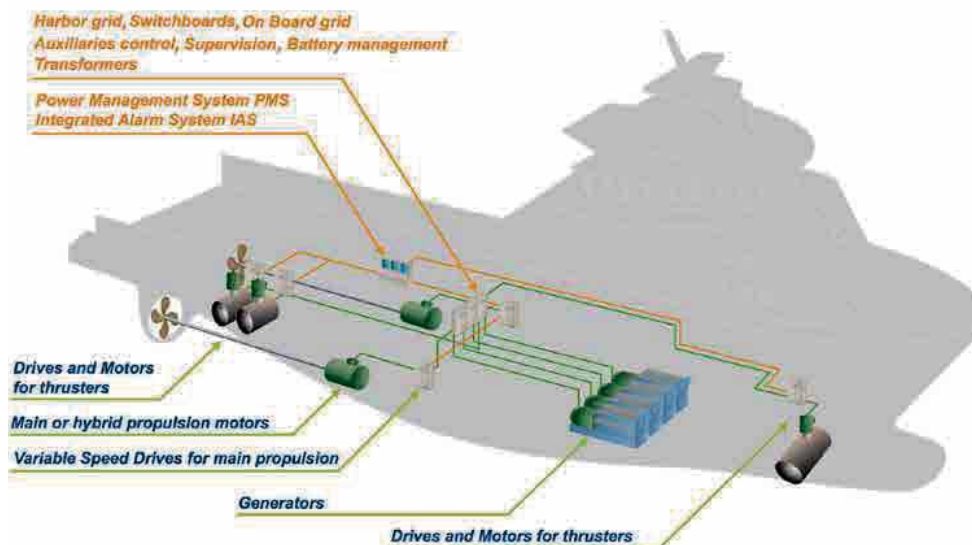 Harbor grid, Switchboards, On Board grid
Auxiliaries control, Supervision, Battery management
Transformers
Power Management System PMS
Integrated Alarm System IAS
Drives and Motors
for thrusters
Main or hybrid propulsion motors
Variable Speed Drives for main propulsion
Generators
Drives and Motors for thrusters